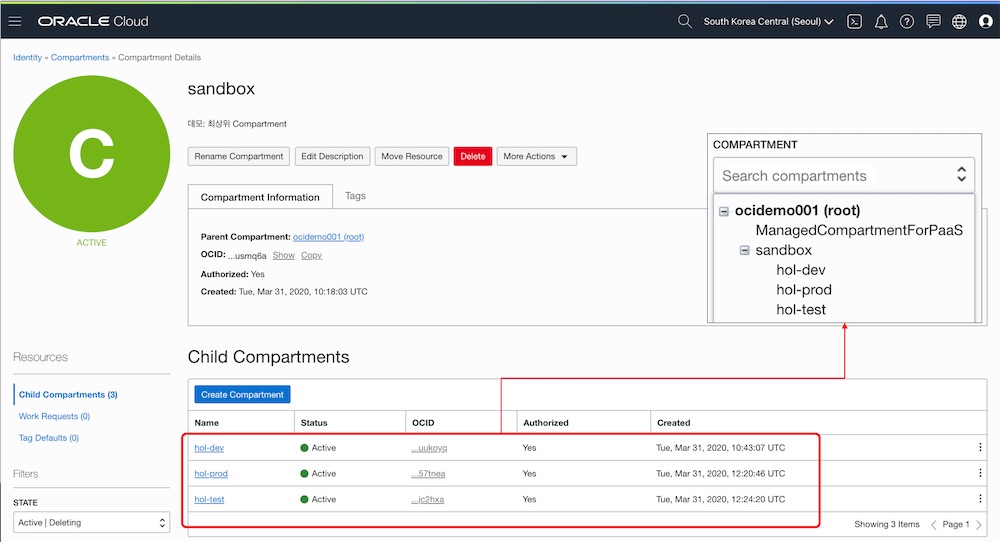 ORACLE Cloud
South Korea Central (Seoul)
Identity » Compartments » Compartment Details
C
ACTIVE
sandbox
데모: 최상위 Compartment
Rename Compartment Edit Description Move Resource Delete More Actions
Compartment Information Tags
Parent Compartment: ocidemo001 (root)
OCID: ...usmq6a Show Copy
Authorized: Yes
Created: Tue, Mar 31, 2020, 10:18:03 UTC
COMPARTMENT
Search compartments
ocidemo001 (root)
ManagedCompartmentForPaaS
sandbox
hol-dev
hol-prod
hol-test
Resources
Child Compartments (3)
Work Requests (0)
Tag Defaults (0)
Filters
STATE
Active | Deleting
Child Compartments
Create Compartment
Name Status OCID Authorized Created
hol-dev Active ...uukoyq Yes Tue, Mar 31, 2020, 10:43:07 UTC
hol-prod Active ...57tnea Yes Tue, Mar 31, 2020, 12:20:46 UTC
hol-test Active ...jc2hxa Yes Tue, Mar 31, 2020, 12:24:20 UTC
Showing 3 Items Page 1